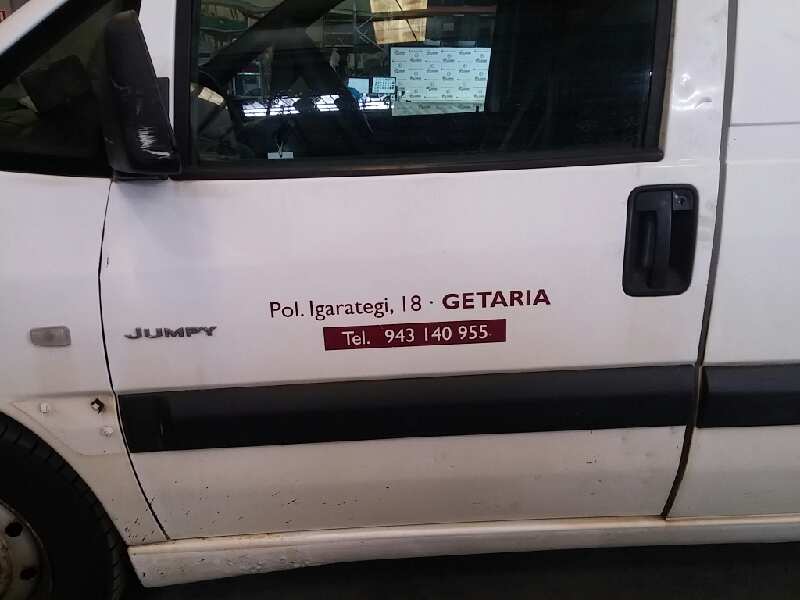 Pol. Igarategi, 18 · GETARIA
Tel. 943 140 955
JUMPY